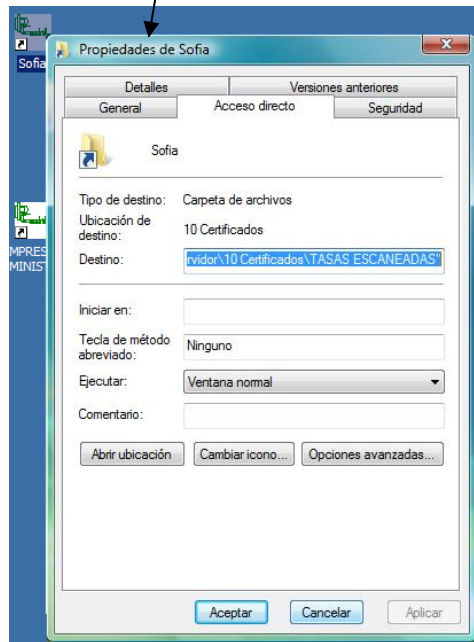 Sofia
MPRES
MINIS
Propiedades de Sofia
Detalles
Versiones anteriores
General
Acceso directo
Seguridad
Sofia
Tipo de destino: Carpeta de archivos
Ubicación de
destino:
10 Certificados
Destino: rvidor\10 Certificados\TASAS ESCANEADAS"
Iniciar en:
Tecla de método
abreviado:
Ninguno
Ejecutar: Ventana normal
Comentario:
Abrir ubicación
Cambiar icono...
Opciones avanzadas...
Aceptar
Cancelar
Aplicar